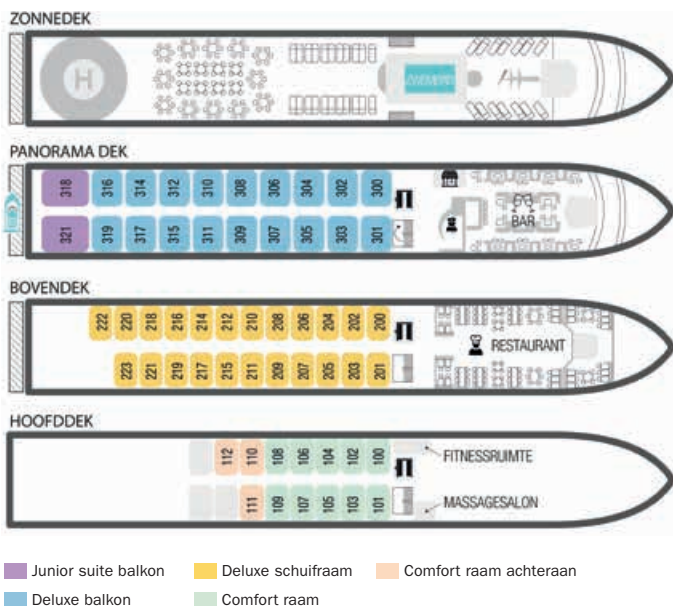 ZONNEDEK
H
ZWEMBAD
PANORAMA DEK
318 316 314 312 310 308 306 304 302 300
321 319 317 315 311 309 307 305 303 301
BAR
BOVENDEK
222 220 218 216 214 212 210 208 206 204 202 200
223 221 219 217 215 211 209 207 205 203 201
RESTAURANT
HOOFDDEK
112 110 108 106 104 102 100
FITNESSRUIMTE
111 109 107 105 103 101
MASSAGESALON
Junior suite balkon
Deluxe schuifraam
Comfort raam achteraan
Deluxe balkon
Comfort raam